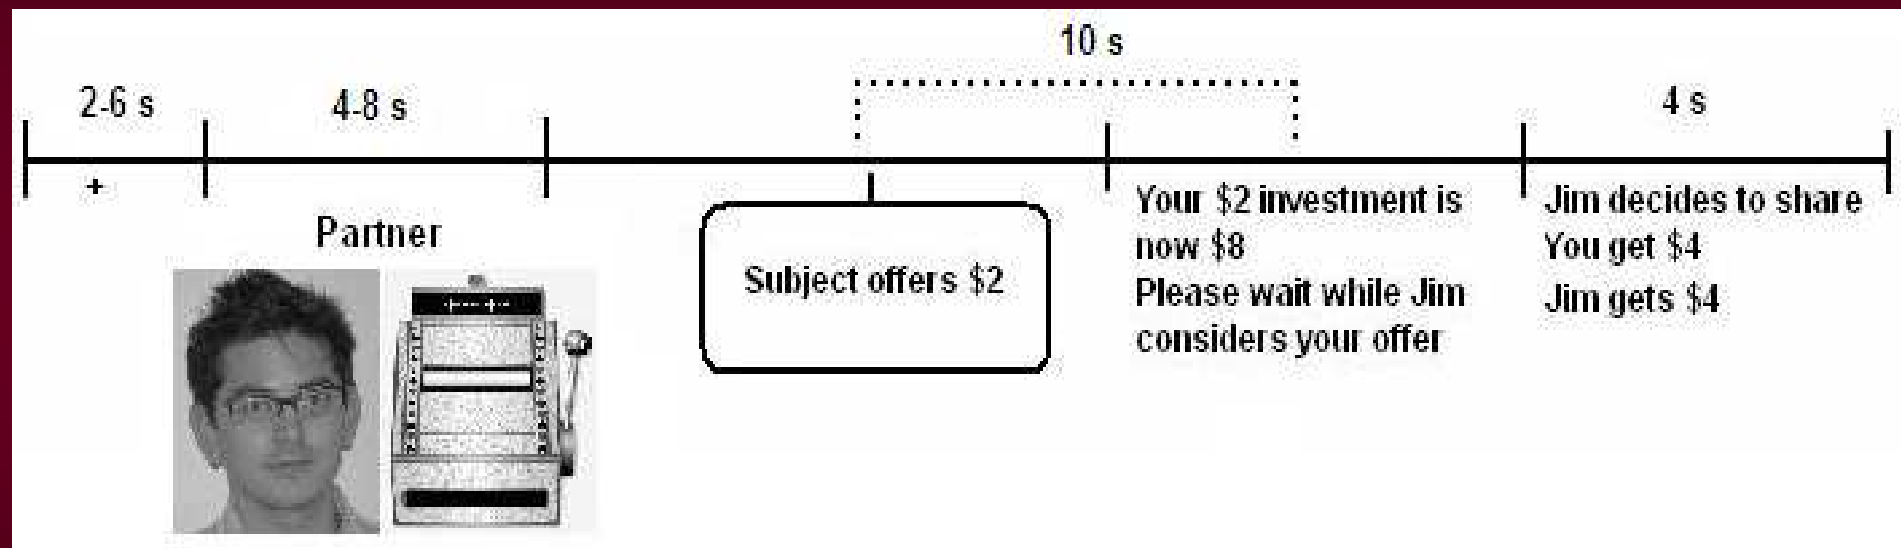 10 s
2-6 s
4-8 s
4 s
+
Partner
Subject offers $2
Your $2 investment is
now $8
Please wait while Jim
considers your offer
Jim decides to share
You get $4
Jim gets $4